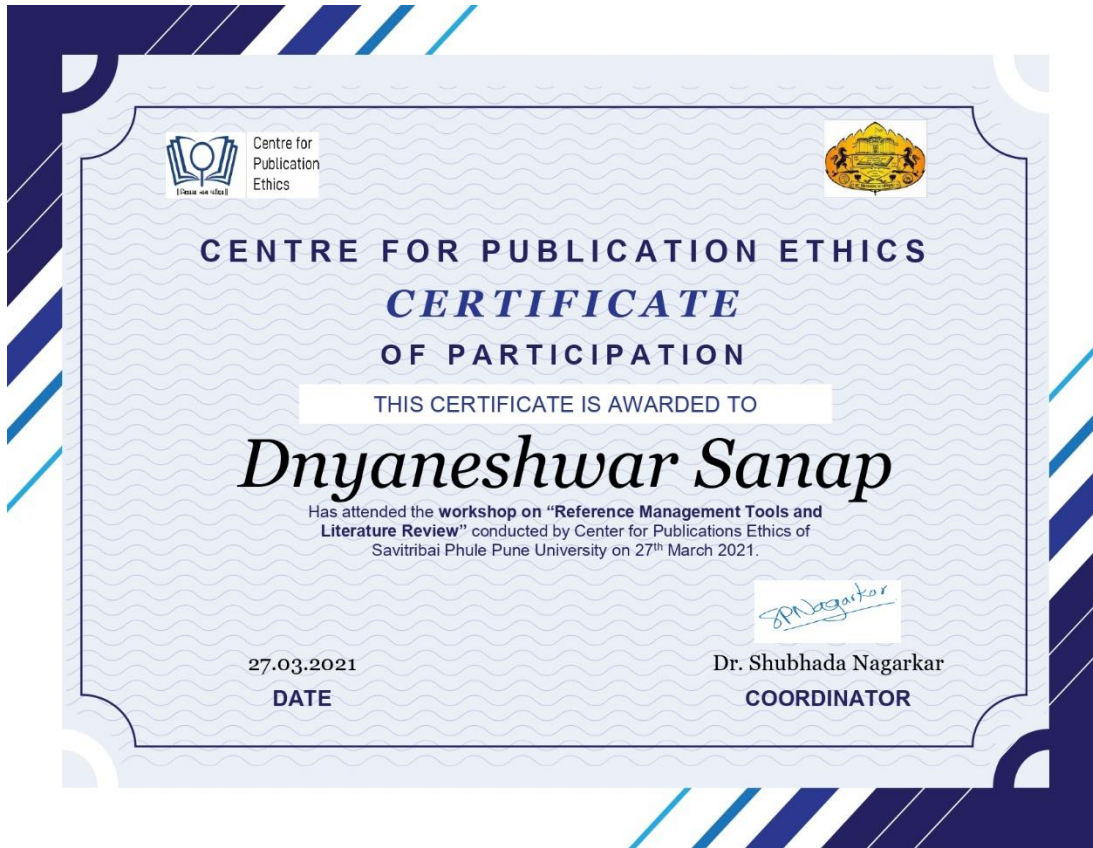 Centre for
Publication
Ethics
CENTRE FOR PUBLICATION ETHICS
CERTIFICATE
OF PARTICIPATION
THIS CERTIFICATE IS AWARDED TO
Dnyaneshwar Sanap
Has attended the workshop on “Reference Management Tools and
Literature Review” conducted by Center for Publications Ethics of
Savitribai Phule Pune University on 27th March 2021.
SPNagarkar
27.03.2021
Dr. Shubhada Nagarkar
DATE
COORDINATOR